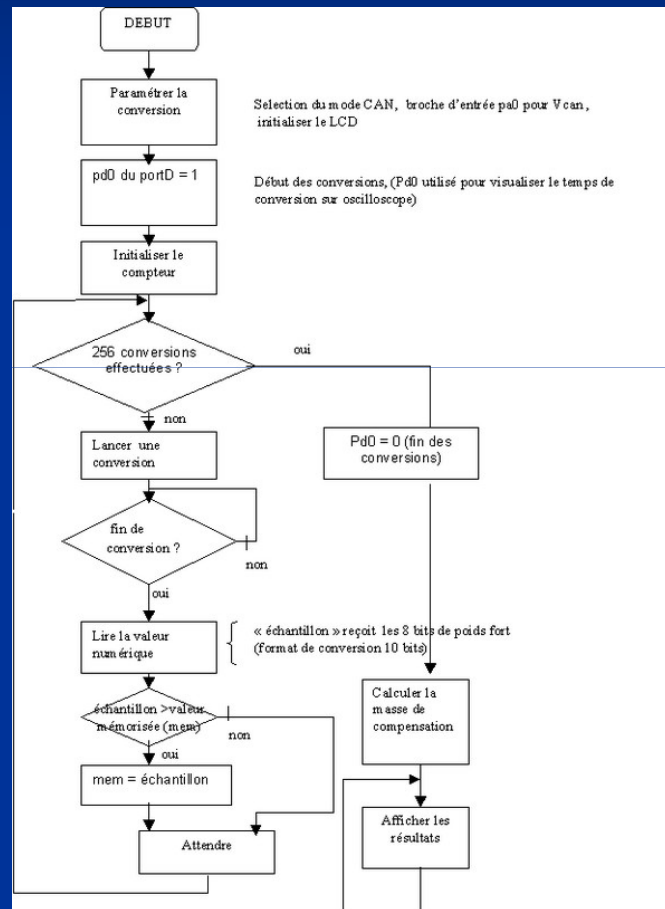 DEBUT
Paramétrer la
conversion
Selection du mode CAN, broche d'entrée pa0 pour Vcan,
initialiser le LCD
pd0 du portD = 1
Début des conversions, (Pd0 utilisé pour visualiser le temps de
conversion sur oscilloscope)
Initialiser le
compteur
256 conversions
effectuées ?
oui
non
Lancer une
conversion
Pd0 = 0 (fin des
conversions)
fin de
conversion ?
non
oui
Lire la valeur
numérique
« échantillon » reçoit les 8 bits de poids fort
(format de conversion 10 bits)
échantillon >valeur
mémorisée (mem)
non
oui
mem = échantillon
Attendre
Calculer la
masse de
compensation
Afficher les
résultats